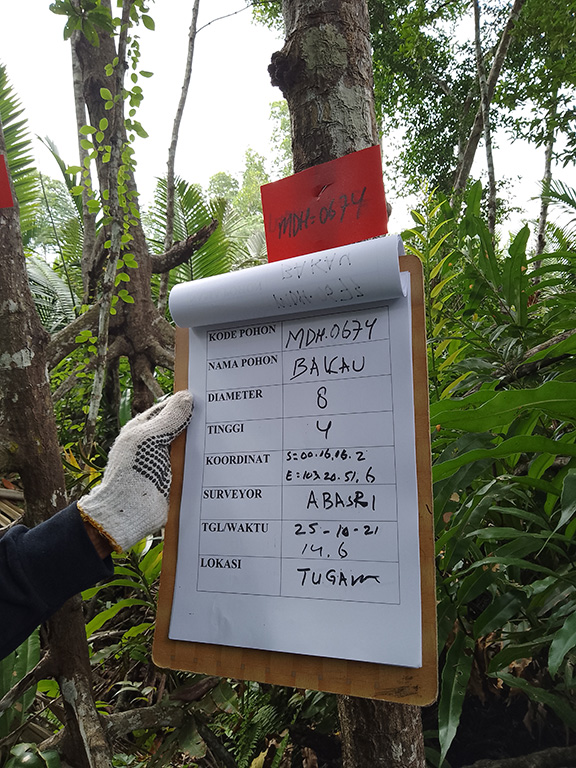 MDH-0674
KODE POHON MDH.0674
NAMA POHON BAKAU
DIAMETER 8
TINGGI 4
KOORDINAT S=00.16.16.2
E=103.20.51.6
SURVEYOR ABASRI
TGL/WAKTU 25-10-21
14.6
LOKASI TUGAM